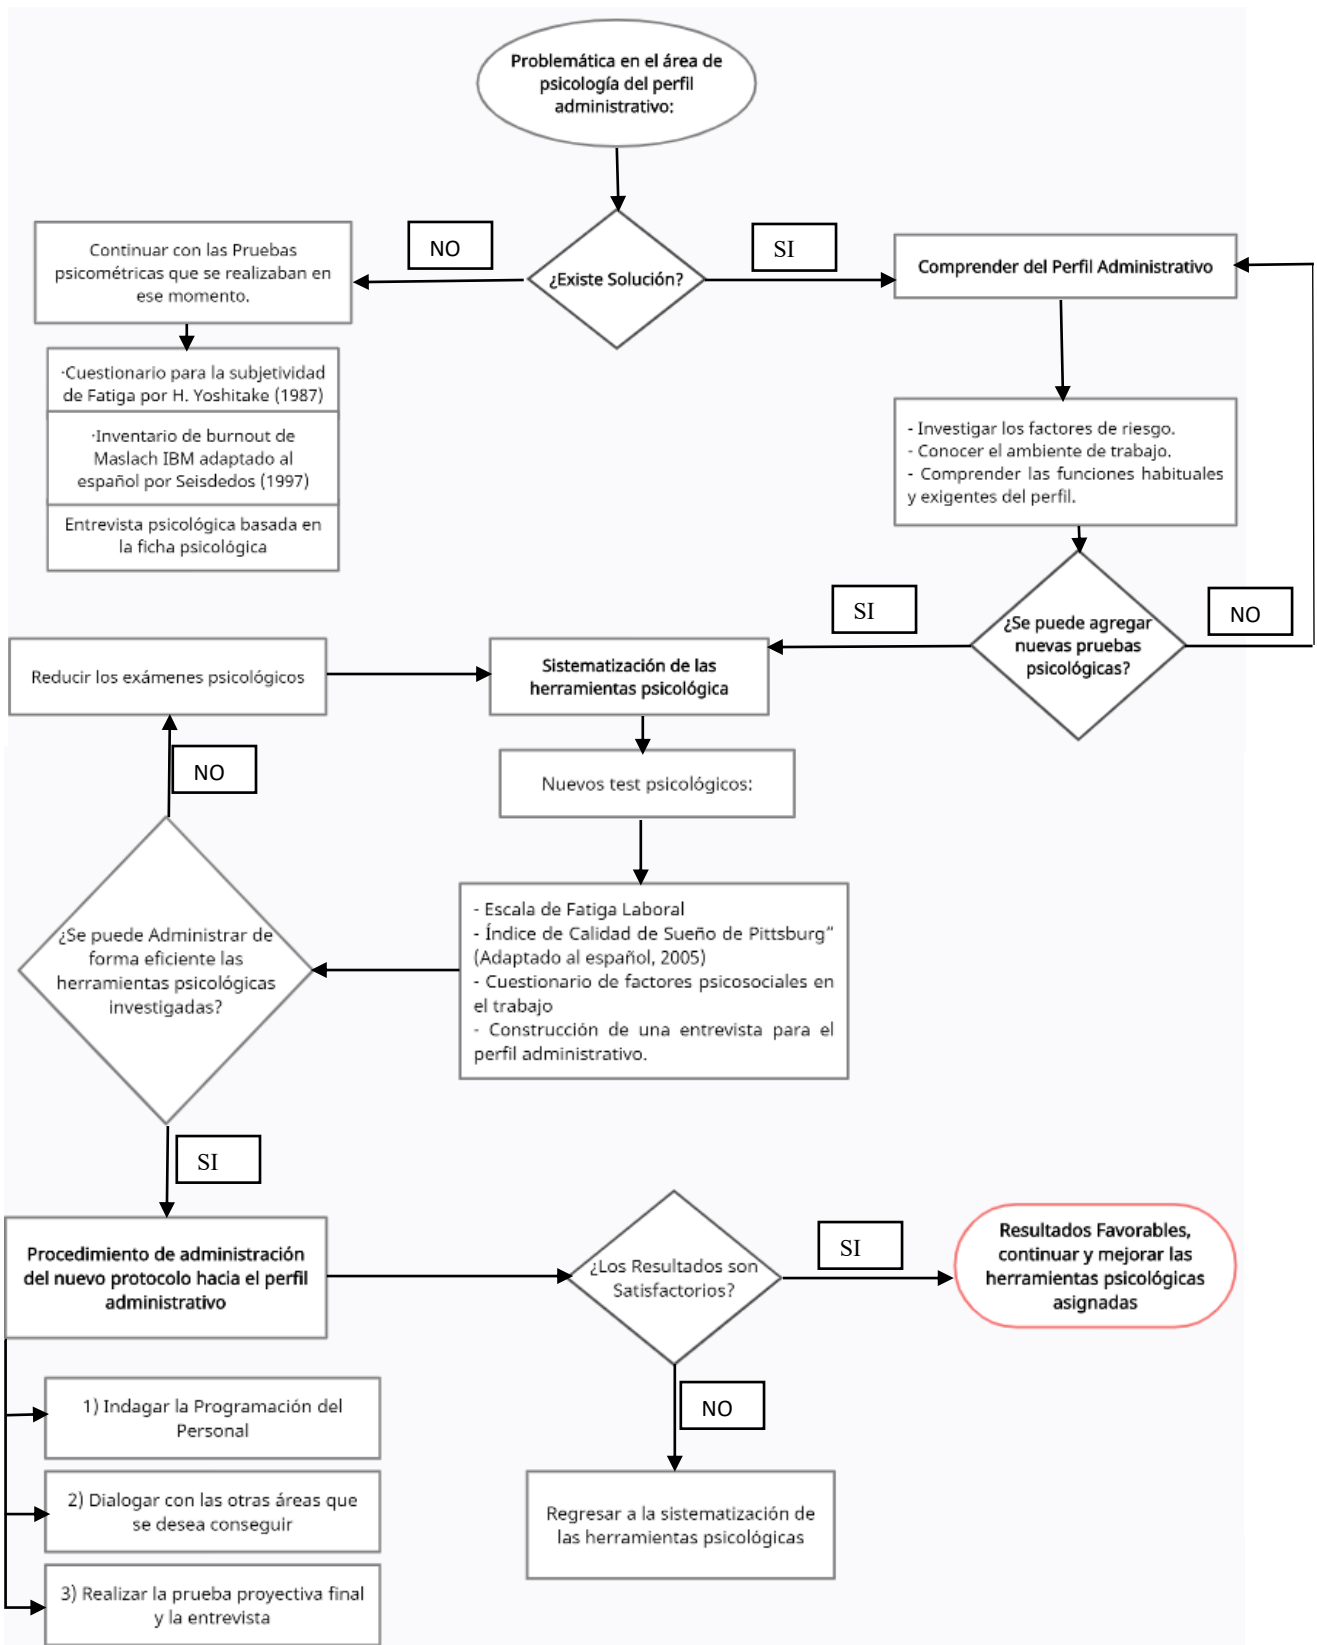 Problemática en el área de
psicología del perfil
administrativo:
NO
SI
Continuar con las Pruebas
psicométricas que se realizaban en
ese momento.
¿Existe Solución?
Comprender del Perfil Administrativo
·Cuestionario para la subjetividad
de Fatiga por H. Yoshitake (1987)
·Inventario de burnout de
Maslach IBM adaptado al
español por Seisdedos (1997)
Entrevista psicológica basada en
la ficha psicológica
- Investigar los factores de riesgo.
- Conocer el ambiente de trabajo.
- Comprender las funciones habituales
y exigentes del perfil.
SI
NO
¿Se puede agregar
nuevas pruebas
psicológicas?
Reducir los exámenes psicológicos
Sistematización de las
herramientas psicológica
NO
Nuevos test psicológicos:
¿Se puede Administrar de
forma eficiente las
herramientas psicológicas
investigadas?
- Escala de Fatiga Laboral
- Índice de Calidad de Sueño de Pittsburg”
(Adaptado al español, 2005)
- Cuestionario de factores psicosociales en
el trabajo
- Construcción de una entrevista para el
perfil administrativo.
SI
Procedimiento de administración
del nuevo protocolo hacia el perfil
administrativo
¿Los Resultados son
Satisfactorios?
SI
Resultados Favorables,
continuar y mejorar las
herramientas psicológicas
asignadas
NO
1) Indagar la Programación del
Personal
2) Dialogar con las otras áreas que
se desea conseguir
3) Realizar la prueba proyectiva final
y la entrevista
Regresar a la sistematización de
las herramientas psicológicas